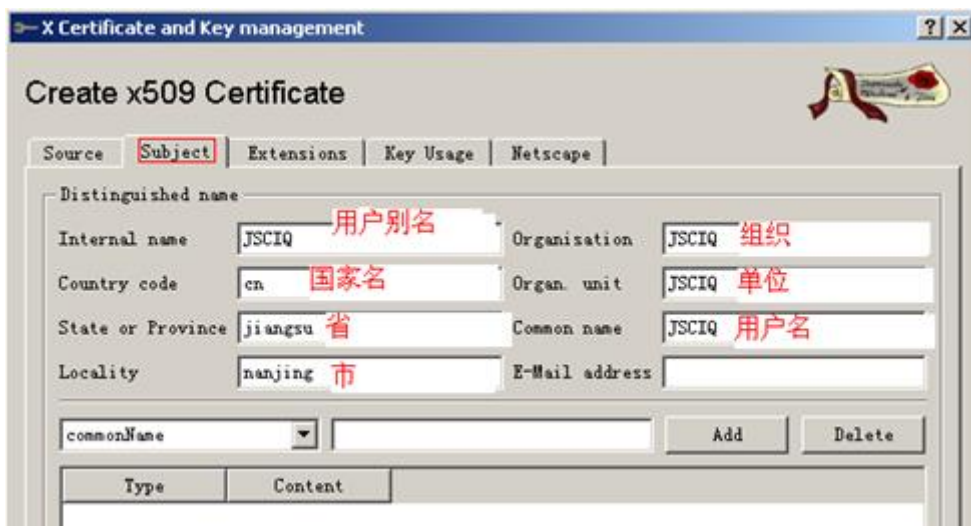 X Certificate and Key management
Create x509 Certificate
Source Subject Extensions Key Usage Netscape
Distinguished name
Internal name JSCIQ 用户别名 Organisation JSCIQ 组织
Country code cn 国家名 Organ. unit JSCIQ 单位
State or Province jiangsu 省 Common name JSCIQ 用户名
Locality nanjing 市 E-Mail address
commonName Add Delete
Type Content